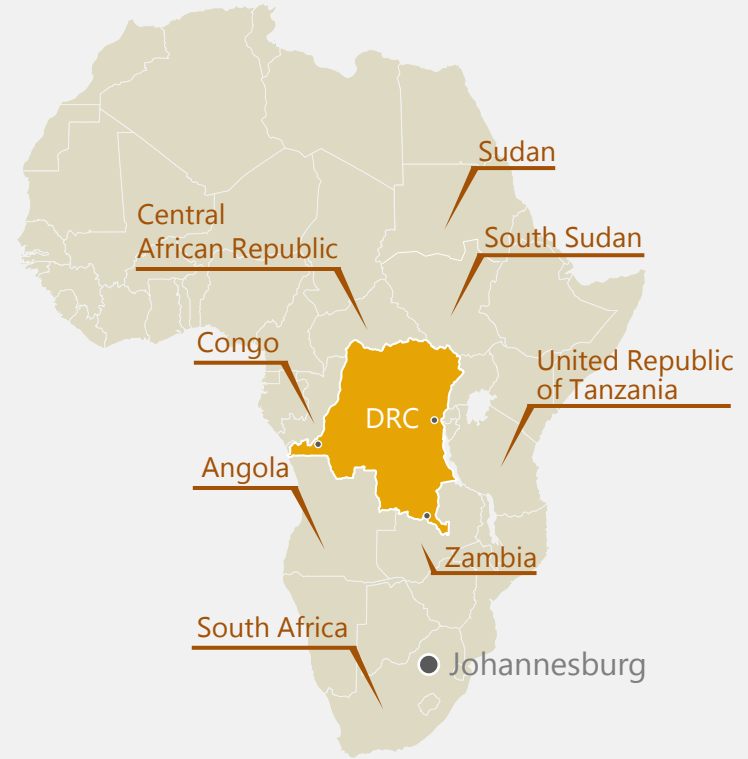 Sudan
Central
African Republic
South Sudan
Congo
United Republic
of Tanzania
DRC
Angola
Zambia
South Africa
Johannesburg